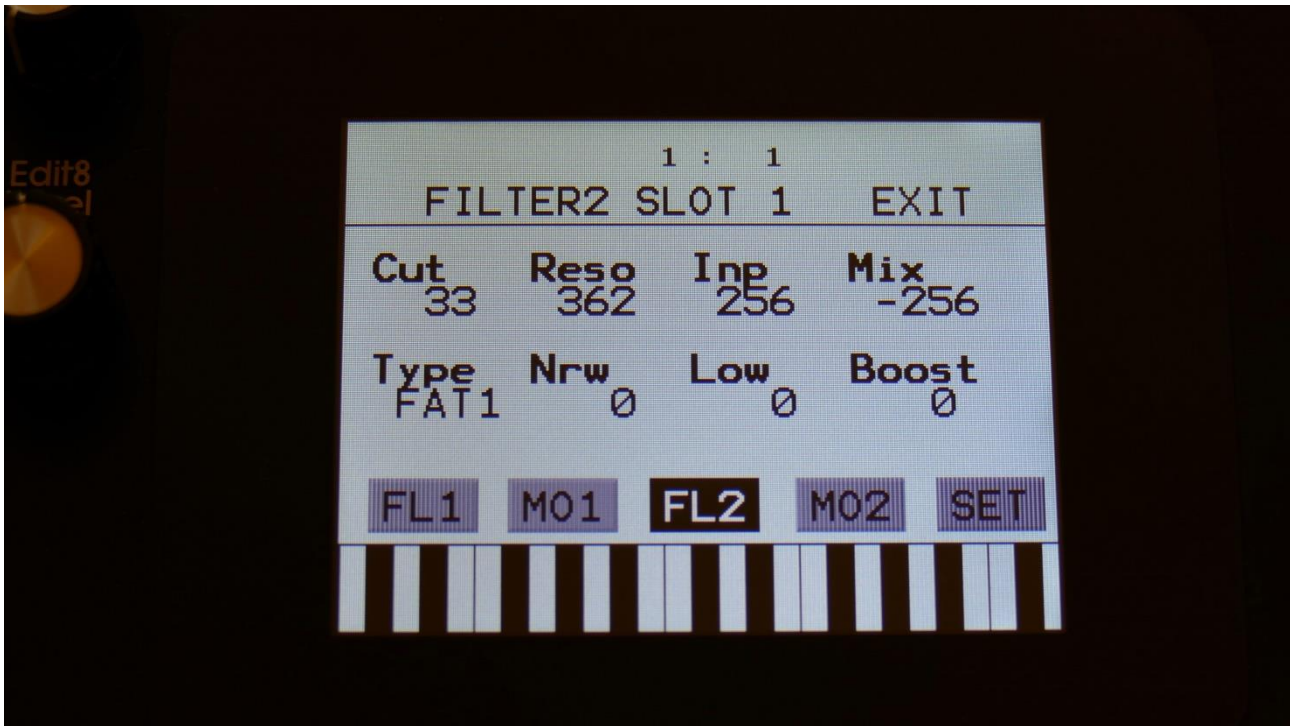 Edit8
el
1 : 1
FILTER2 SLOT 1 EXIT
Cut Reso Inp Mix
33 362 256 -256
Type Nrw Low Boost
FAT1 0 0 0
FL1 MO1 FL2 MO2 SET